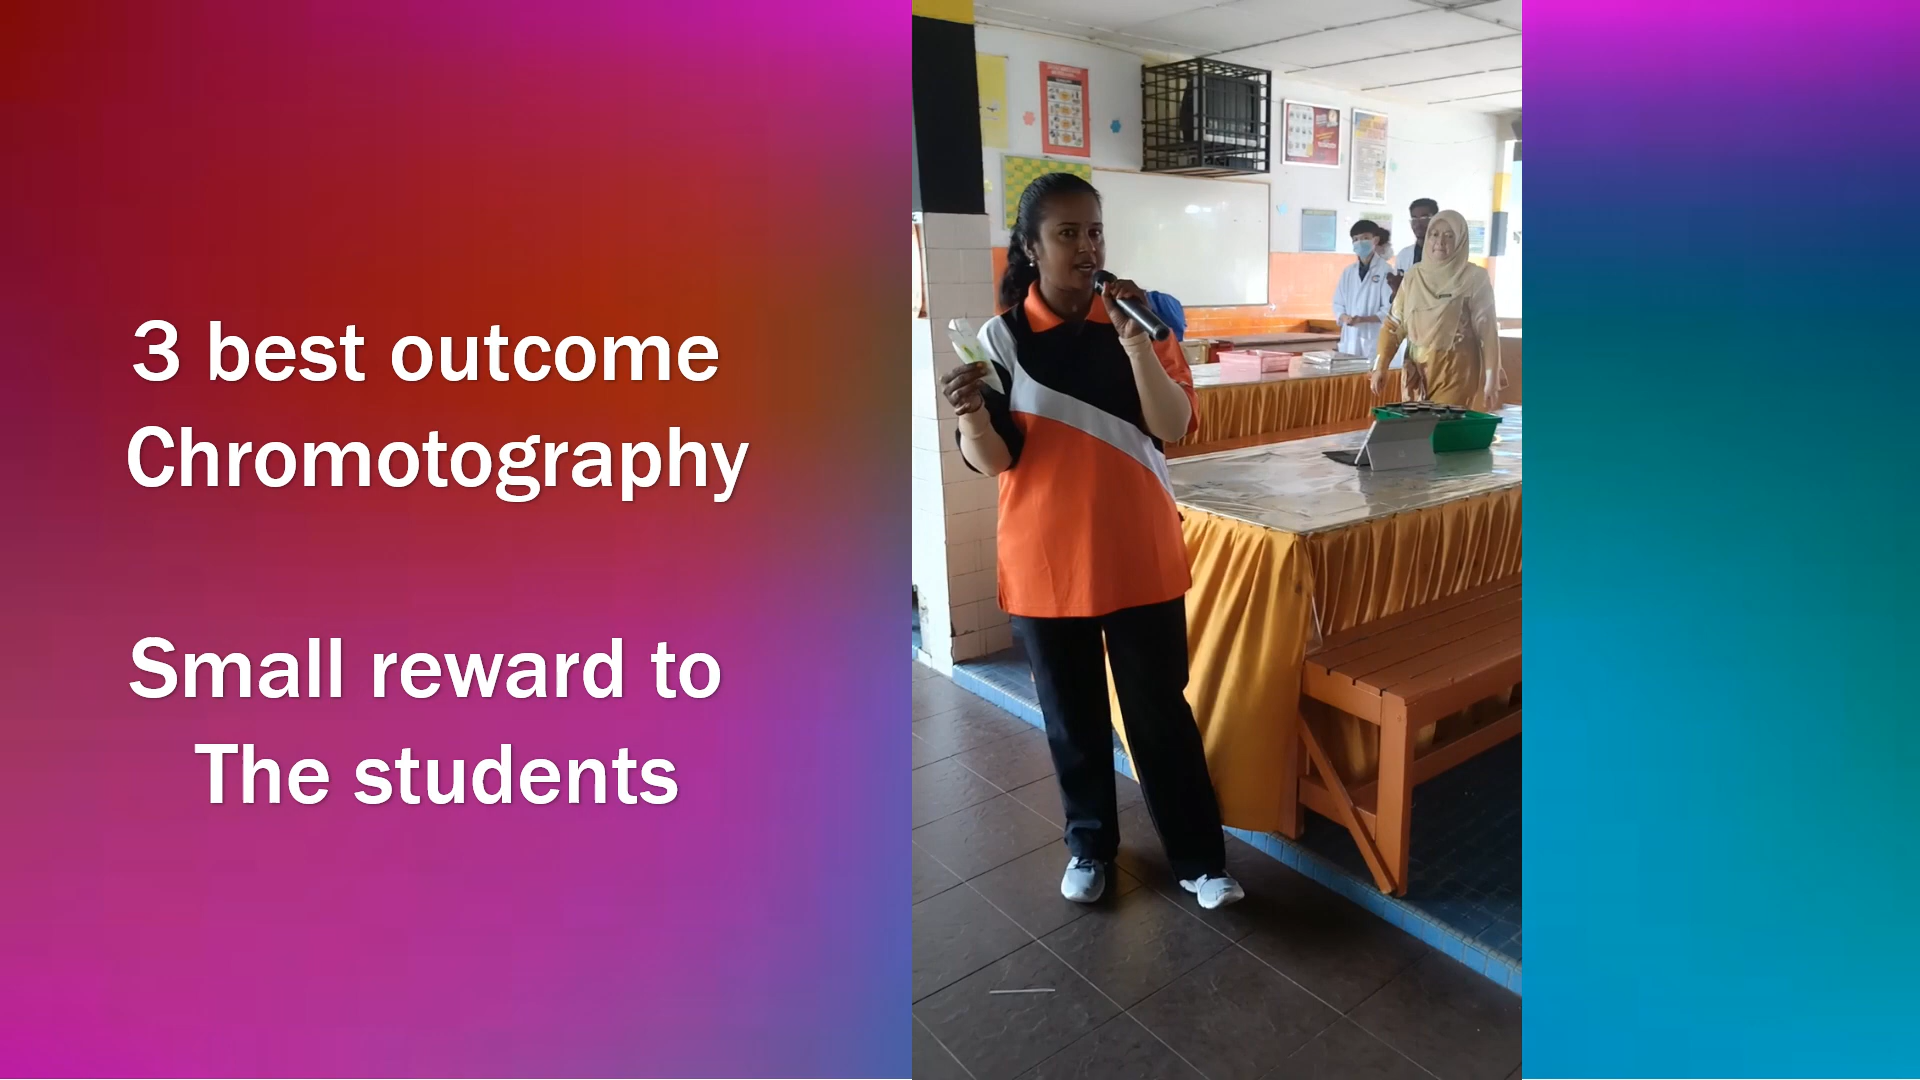 3 best outcome
Chromotography
Small reward to
The students